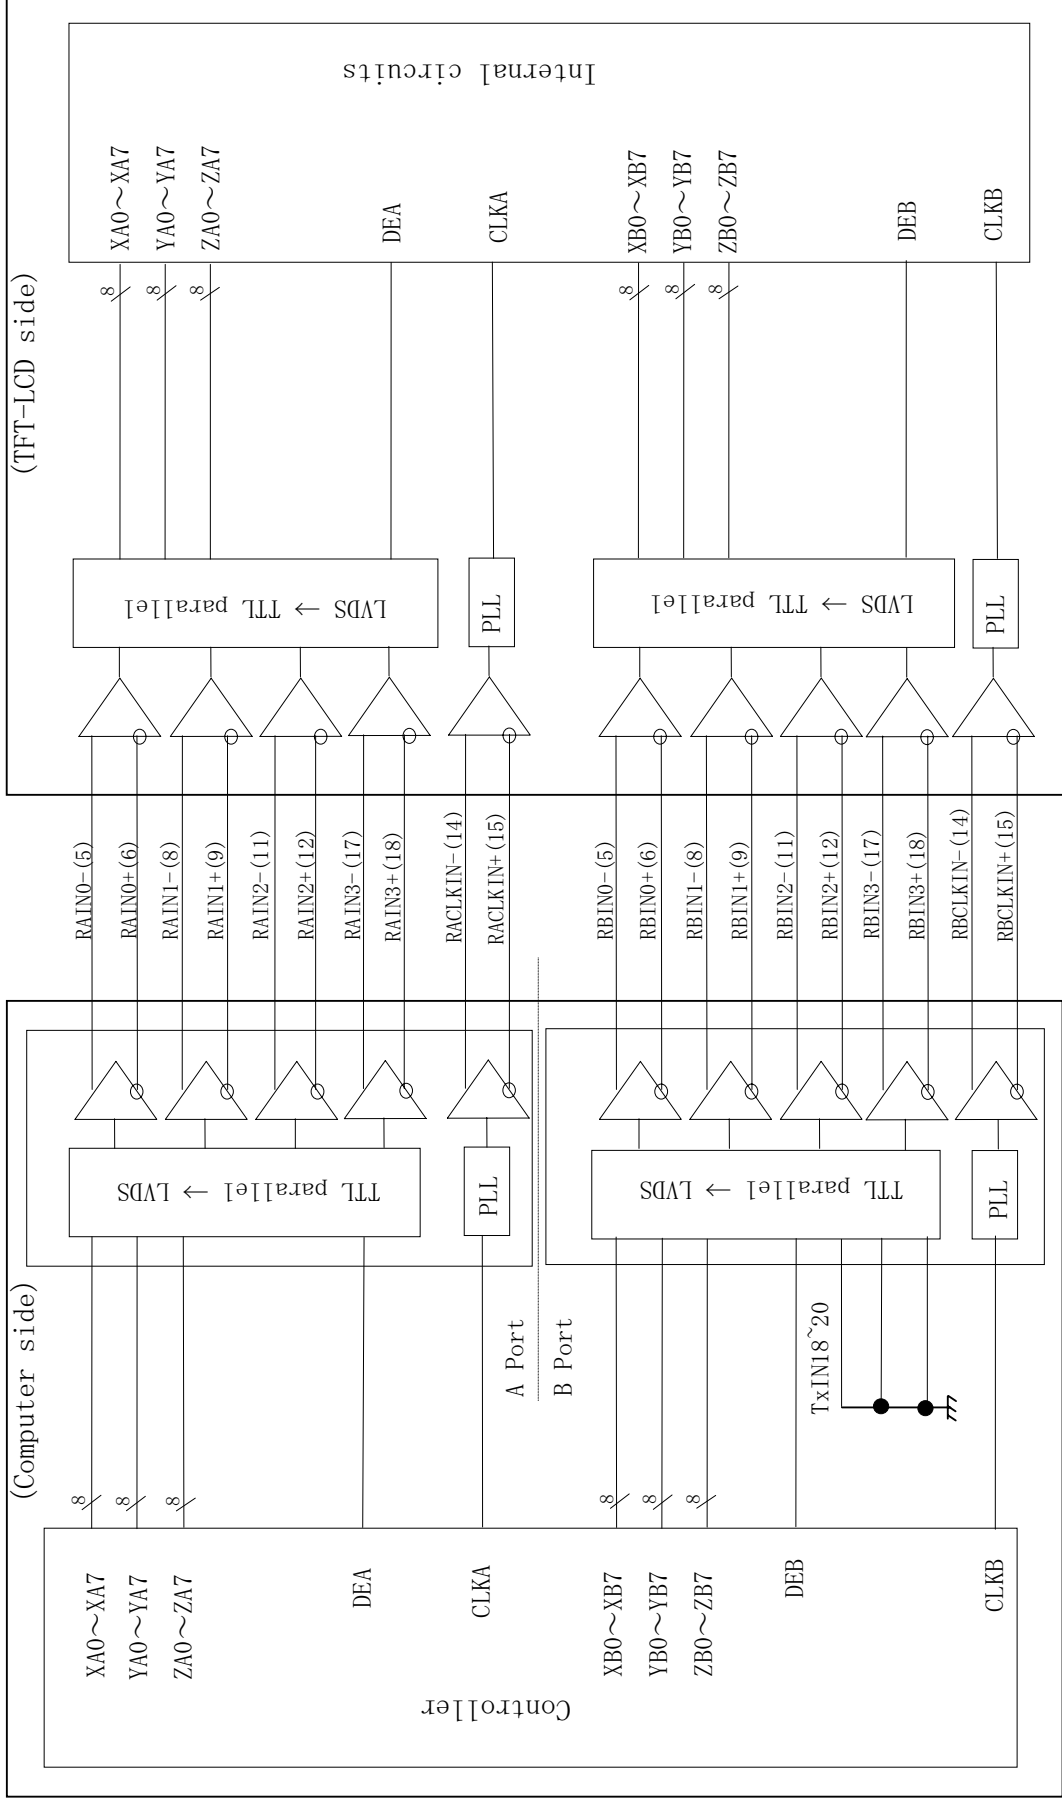 (Computer side)
(TFT-LCD side)
Controller
XA0～XA7
YA0～YA7
ZA0～ZA7
DEA
CLKA
XB0～XB7
YB0～YB7
ZB0～ZB7
DEB
CLKB
8
8
8
8
8
8
A Port
B Port
TxIN18~20
TTL parallel → LVDS
PLL
TTL parallel → LVDS
PLL
RAIN0-(5)
RAIN0+(6)
RAIN1-(8)
RAIN1+(9)
RAIN2-(11)
RAIN2+(12)
RAIN3-(17)
RAIN3+(18)
RACLKIN-(14)
RACLKIN+(15)
RBIN0-(5)
RBIN0+(6)
RBIN1-(8)
RBIN1+(9)
RBIN2-(11)
RBIN2+(12)
RBIN3-(17)
RBIN3+(18)
RBCLKIN-(14)
RBCLKIN+(15)
LVDS → TTL parallel
PLL
LVDS → TTL parallel
PLL
8
8
8
8
8
8
XA0～XA7
YA0～YA7
ZA0～ZA7
DEA
CLKA
XB0～XB7
YB0～YB7
ZB0～ZB7
DEB
CLKB
Internal circuits